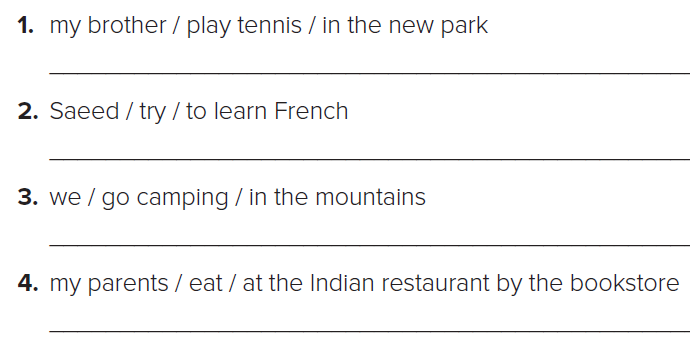 1. my brother / play tennis / in the new park
2. Saeed / try / to learn French
3. we / go camping / in the mountains
4. my parents / eat / at the Indian restaurant by the bookstore